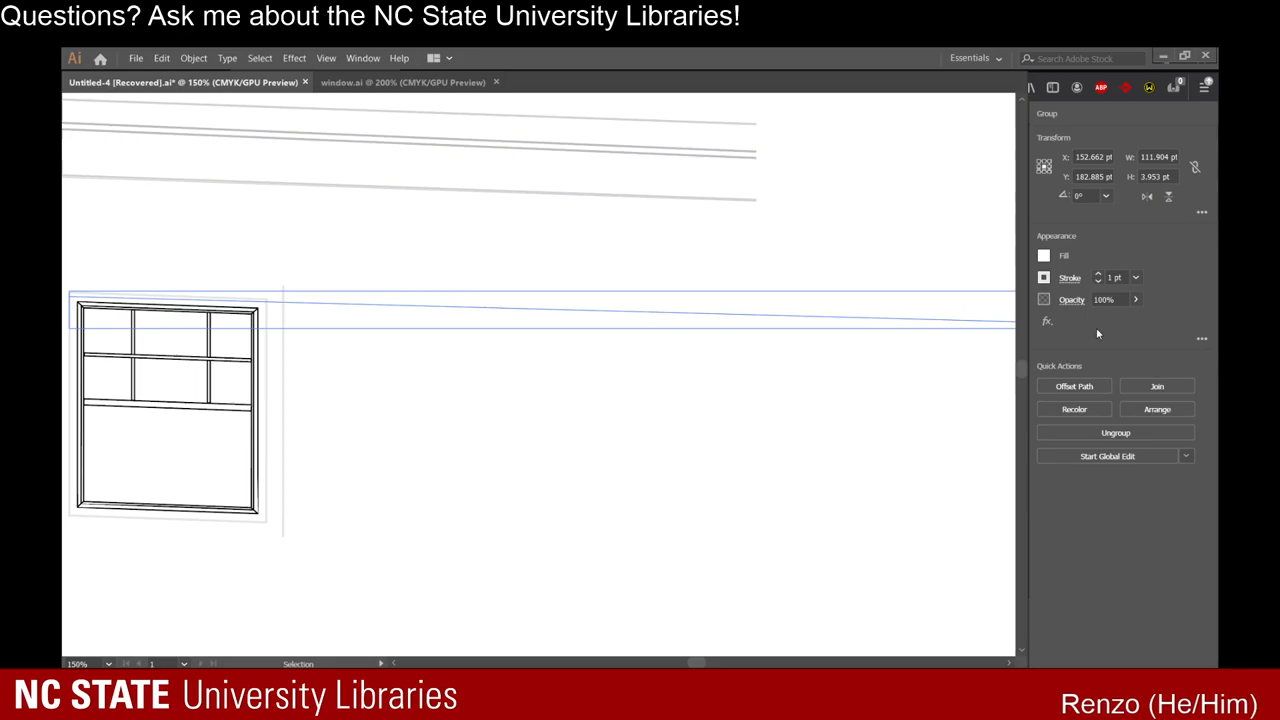 Questions? Ask me about the NC State University Libraries!
Ai File Edit Object Type Select Effect View Window Help Essentials Search Adobe Stock
Untitled-4 [Recovered].ai* @ 150% (CMYK/GPU Preview) × window.ai @ 200% (CMYK/GPU Preview) ×
ABP 0
Group
Transform
X: 152.662 pt W: 111.904 pt
Y: 182.885 pt H: 3.953 pt
0°
Appearance
Fill
Stroke 1 pt
Opacity 100%
fx.
Quick Actions
Offset Path Join
Recolor Arrange
Ungroup
Start Global Edit
150% 1 Selection
NC STATE University Libraries
Renzo (He/Him)